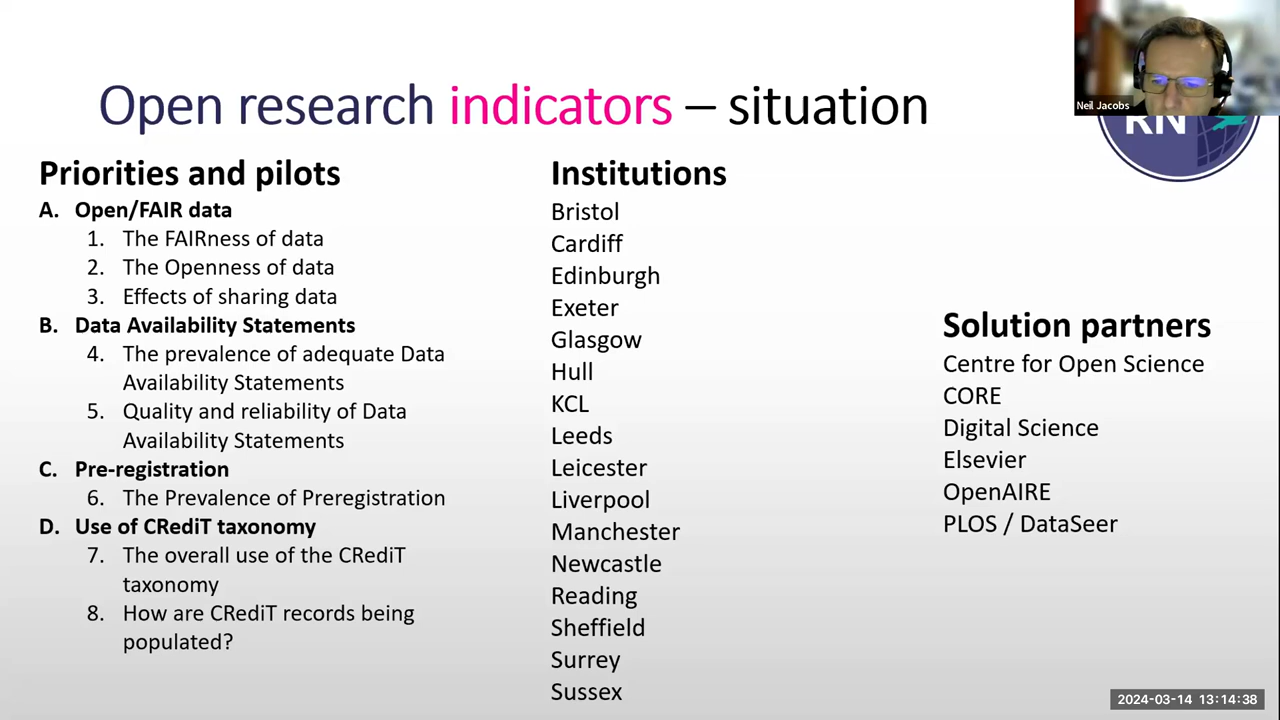 Open research indicators – situation
Neil Jacobs
RN
Priorities and pilots
A. Open/FAIR data
1. The FAIRness of data
2. The Openness of data
3. Effects of sharing data
B. Data Availability Statements
4. The prevalence of adequate Data
Availability Statements
5. Quality and reliability of Data
Availability Statements
C. Pre-registration
6. The Prevalence of Preregistration
D. Use of CRediT taxonomy
7. The overall use of the CRediT
taxonomy
8. How are CRediT records being
populated?
Institutions
Bristol
Cardiff
Edinburgh
Exeter
Glasgow
Hull
KCL
Leeds
Leicester
Liverpool
Manchester
Newcastle
Reading
Sheffield
Surrey
Sussex
Solution partners
Centre for Open Science
CORE
Digital Science
Elsevier
OpenAIRE
PLOS / DataSeer
2024-03-14 13:14:38